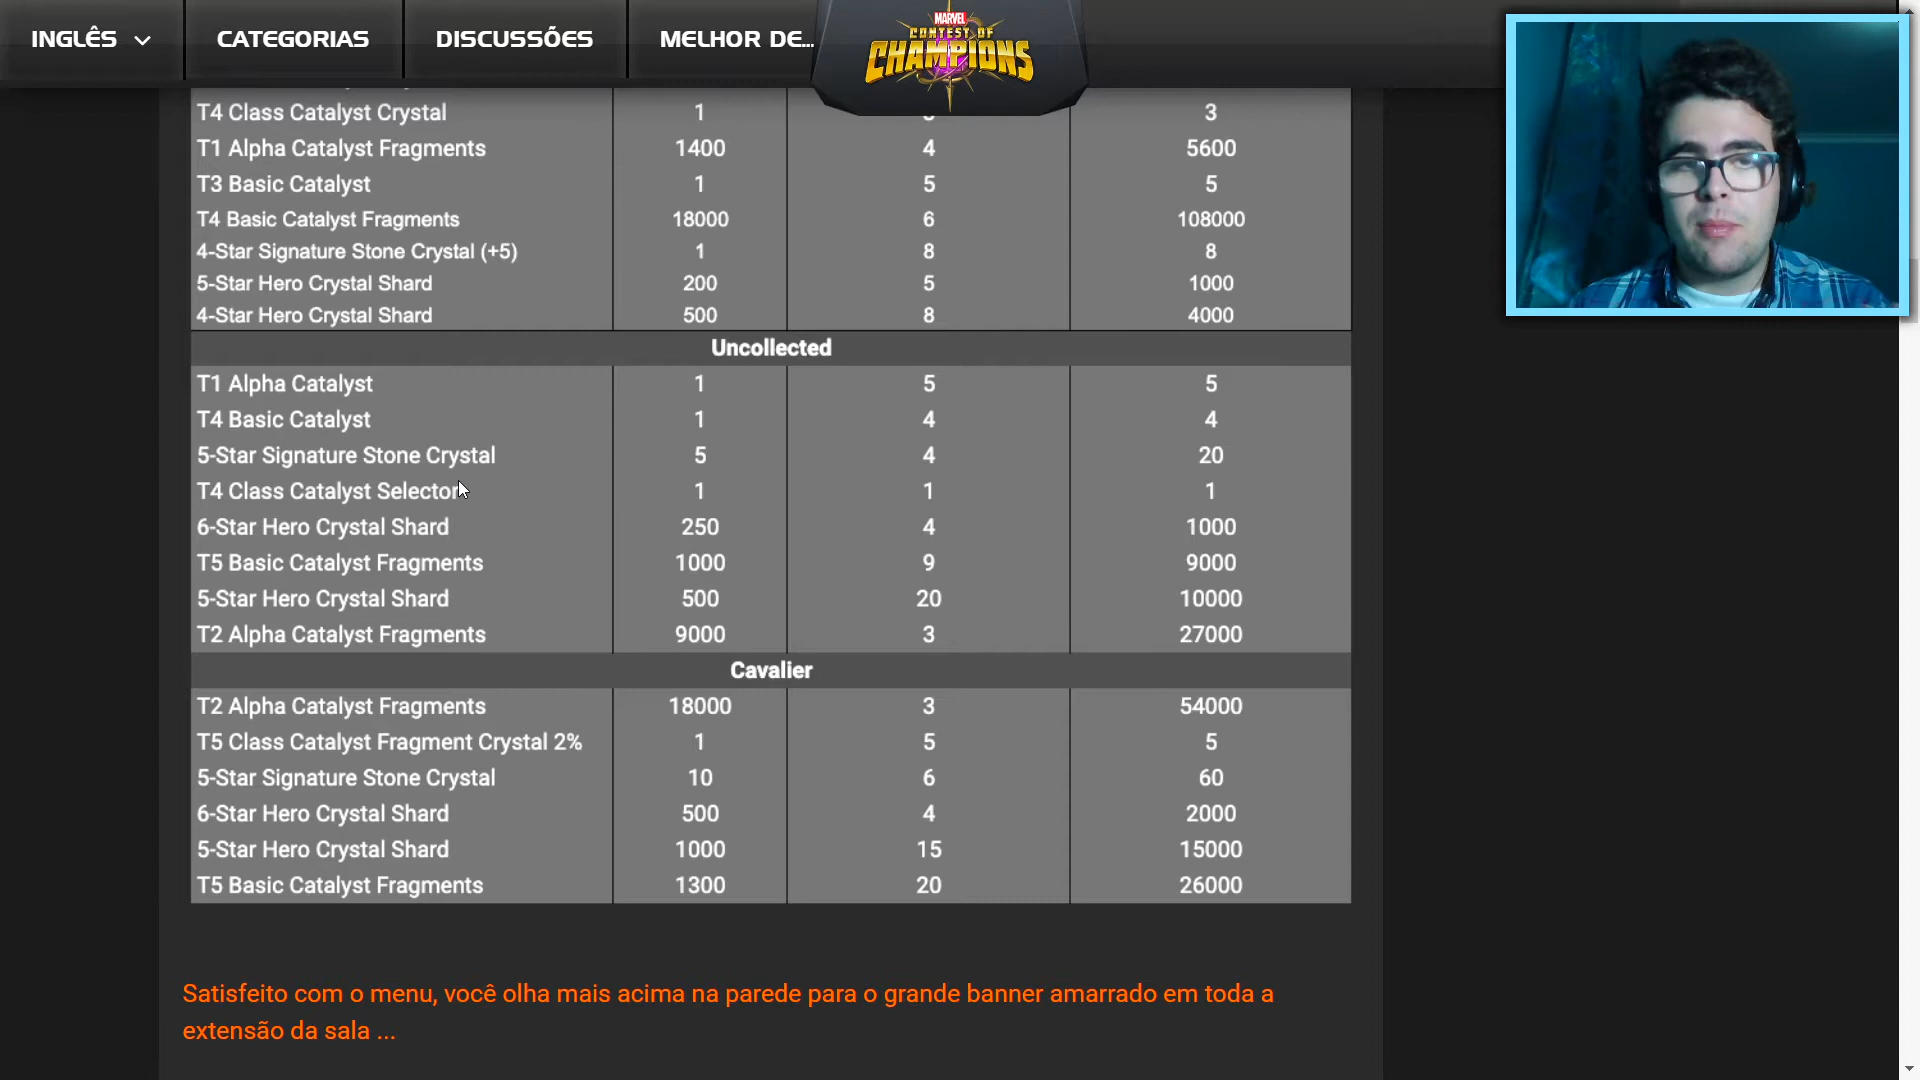 INGLÊS CATEGORIAS DISCUSSÕES MELHOR DE...
MARVEL
CONTEST OF
CHAMPIONS
T4 Class Catalyst Crystal 1 3
T1 Alpha Catalyst Fragments 1400 4 5600
T3 Basic Catalyst 1 5 5
T4 Basic Catalyst Fragments 18000 6 108000
4-Star Signature Stone Crystal (+5) 1 8 8
5-Star Hero Crystal Shard 200 5 1000
4-Star Hero Crystal Shard 500 8 4000
Uncollected
T1 Alpha Catalyst 1 5 5
T4 Basic Catalyst 1 4 4
5-Star Signature Stone Crystal 5 4 20
T4 Class Catalyst Selector 1 1 1
6-Star Hero Crystal Shard 250 4 1000
T5 Basic Catalyst Fragments 1000 9 9000
5-Star Hero Crystal Shard 500 20 10000
T2 Alpha Catalyst Fragments 9000 3 27000
Cavalier
T2 Alpha Catalyst Fragments 18000 3 54000
T5 Class Catalyst Fragment Crystal 2% 1 5 5
5-Star Signature Stone Crystal 10 6 60
6-Star Hero Crystal Shard 500 4 2000
5-Star Hero Crystal Shard 1000 15 15000
T5 Basic Catalyst Fragments 1300 20 26000
Satisfeito com o menu, você olha mais acima na parede para o grande banner amarrado em toda a
extensão da sala ...